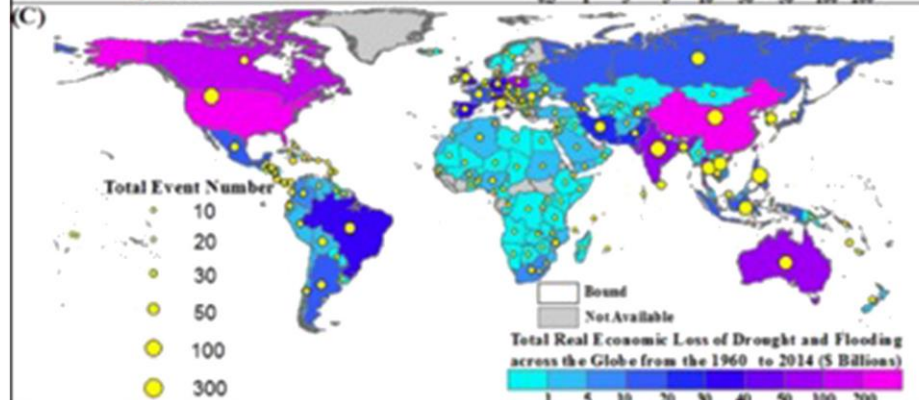 (C)
Total Event Number
10
20
30
50
100
300
Bound
Not Available
Total Real Economic Loss of Drought and Flooding
across the Globe from the 1960 to 2014 ($ Billions)
1 5 10 20 30 40 50 100 200